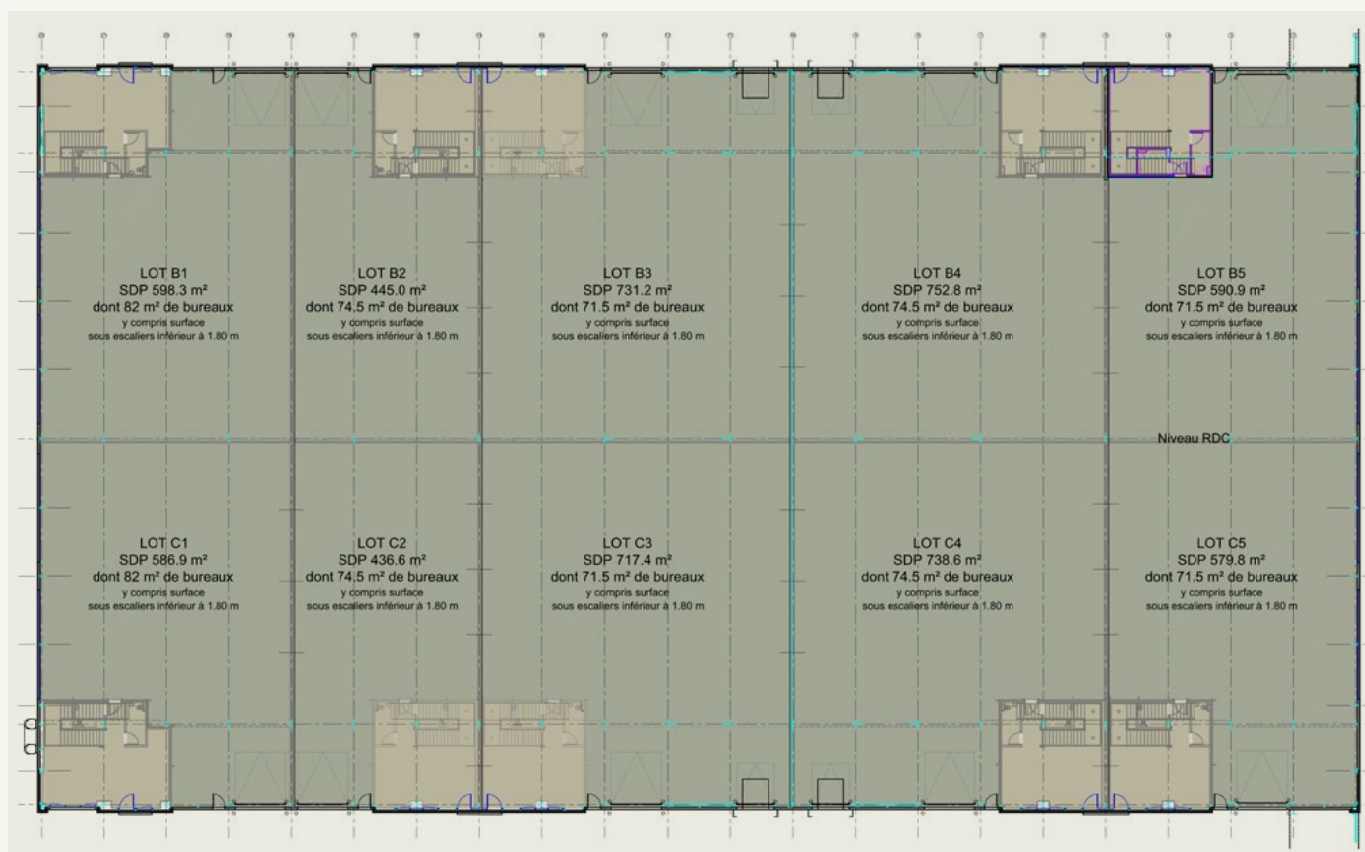 LOT B1
SDP 598.3 m²
dont 82 m² de bureaux
y compris surface
sous escaliers inférieur à 1.80 m
LOT B2
SDP 445.0 m²
dont 74.5 m² de bureaux
y compris surface
sous escaliers inférieur à 1.80 m
LOT B3
SDP 731.2 m²
dont 71.5 m² de bureaux
y compris surface
sous escaliers inférieur à 1.80 m
LOT B4
SDP 752.8 m²
dont 74.5 m² de bureaux
y compris surface
sous escaliers inférieur à 1.80 m
LOT B5
SDP 590.9 m²
dont 71.5 m² de bureaux
y compris surface
sous escaliers inférieur à 1.80 m
Niveau RDC
LOT C1
SDP 586.9 m²
dont 82 m² de bureaux
y compris surface
sous escaliers inférieur à 1.80 m
LOT C2
SDP 436.6 m²
dont 74.5 m² de bureaux
y compris surface
sous escaliers inférieur à 1.80 m
LOT C3
SDP 717.4 m²
dont 71.5 m² de bureaux
y compris surface
sous escaliers inférieur à 1.80 m
LOT C4
SDP 738.6 m²
dont 74.5 m² de bureaux
y compris surface
sous escaliers inférieur à 1.80 m
LOT C5
SDP 579.8 m²
dont 71.5 m² de bureaux
y compris surface
sous escaliers inférieur à 1.80 m